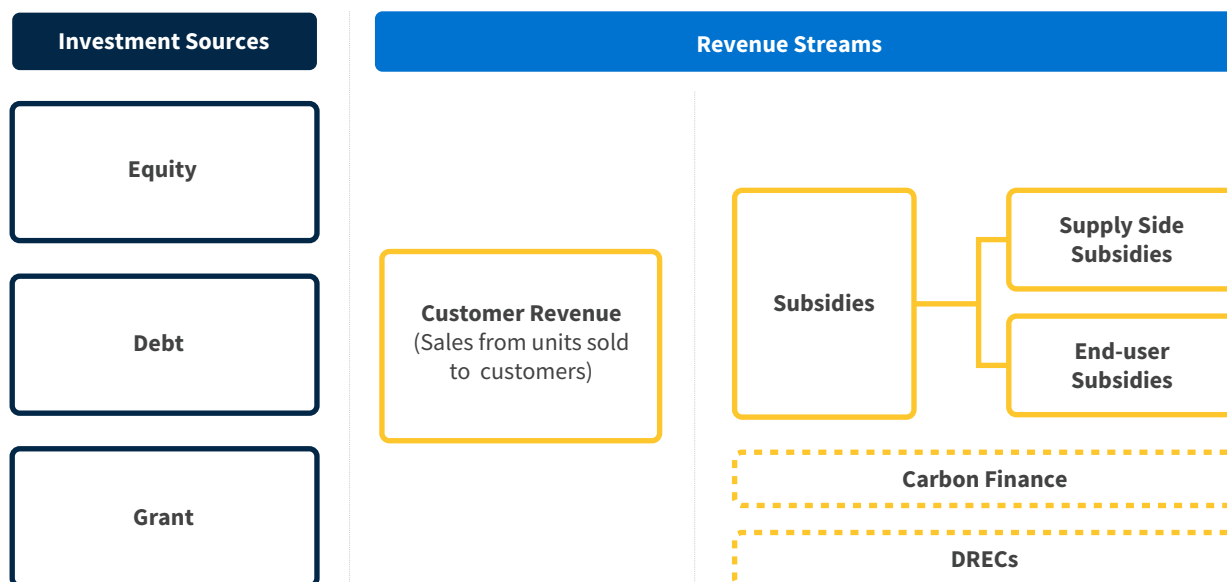 Investment Sources
Revenue Streams
Equity
Debt
Grant
Customer Revenue
(Sales from units sold
to customers)
Subsidies
Supply Side
Subsidies
End-user
Subsidies
Carbon Finance
DRECs